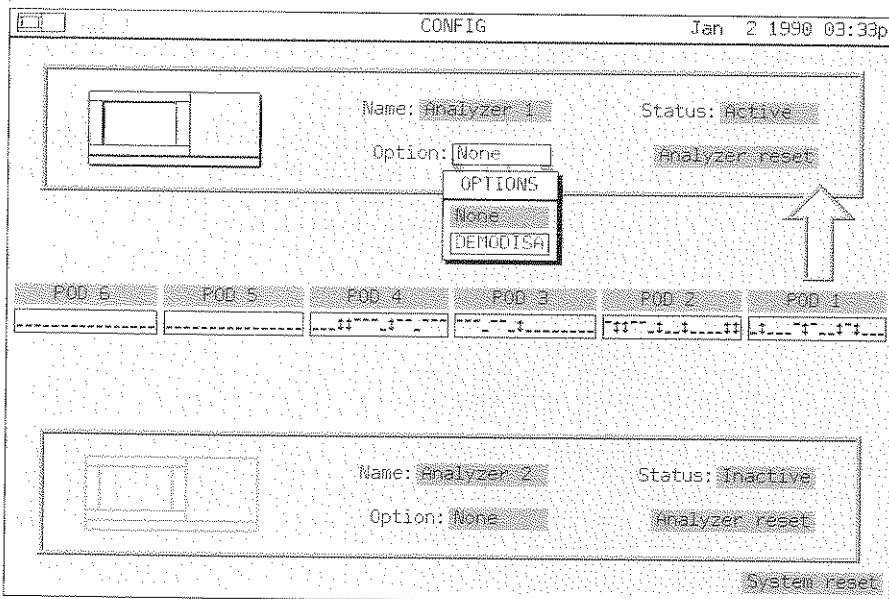 CONFIG Jan 2 1990 03:33p
Name: Analyzer 1 Status: Active
Option: None Analyzer reset
OPTIONS
None
DEMODISA
POD 6 POD 5 POD 4 POD 3 POD 2 POD 1
Name: Analyzer 2 Status: Inactive
Option: None Analyzer reset
System reset